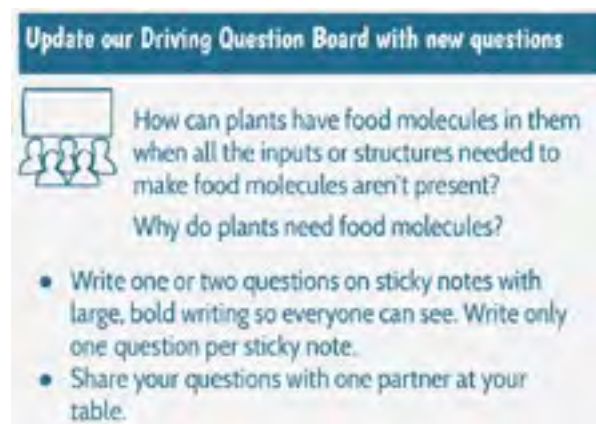 Update our Driving Question Board with new questions
How can plants have food molecules in them
when all the inputs or structures needed to
make food molecules aren't present?
Why do plants need food molecules?
● Write one or two questions on sticky notes with
large, bold writing so everyone can see. Write only
one question per sticky note.
● Share your questions with one partner at your
table.